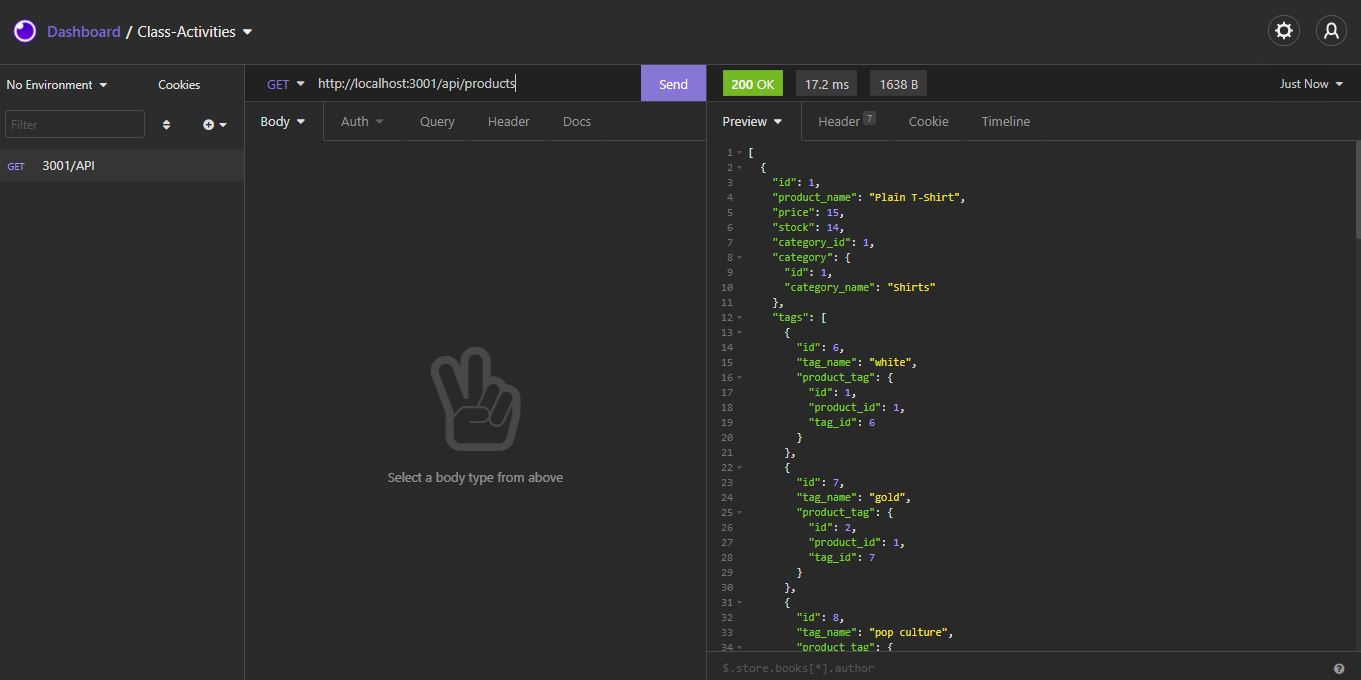 Dashboard / Class-Activities
No Environment
Cookies
GET http://localhost:3001/api/products
Send
200 OK
17.2 ms
1638 B
Just Now
Filter
Body
Auth
Query
Header
Docs
Preview
Header 7
Cookie
Timeline
GET 3001/API
Select a body type from above
1 [
2 {
3 "id": 1,
4 "product_name": "Plain T-Shirt",
5 "price": 15,
6 "stock": 14,
7 "category_id": 1,
8 "category": {
9 "id": 1,
10 "category_name": "Shirts"
11 },
12 "tags": [
13 {
14 "id": 6,
15 "tag_name": "white",
16 "product_tag": {
17 "id": 1,
18 "product_id": 1,
19 "tag_id": 6
20 }
21 },
22 {
23 "id": 7,
24 "tag_name": "gold",
25 "product_tag": {
26 "id": 2,
27 "product_id": 1,
28 "tag_id": 7
29 }
30 },
31 {
32 "id": 8,
33 "tag_name": "pop culture",
34 "product_tag": {
$.store.books[*].author